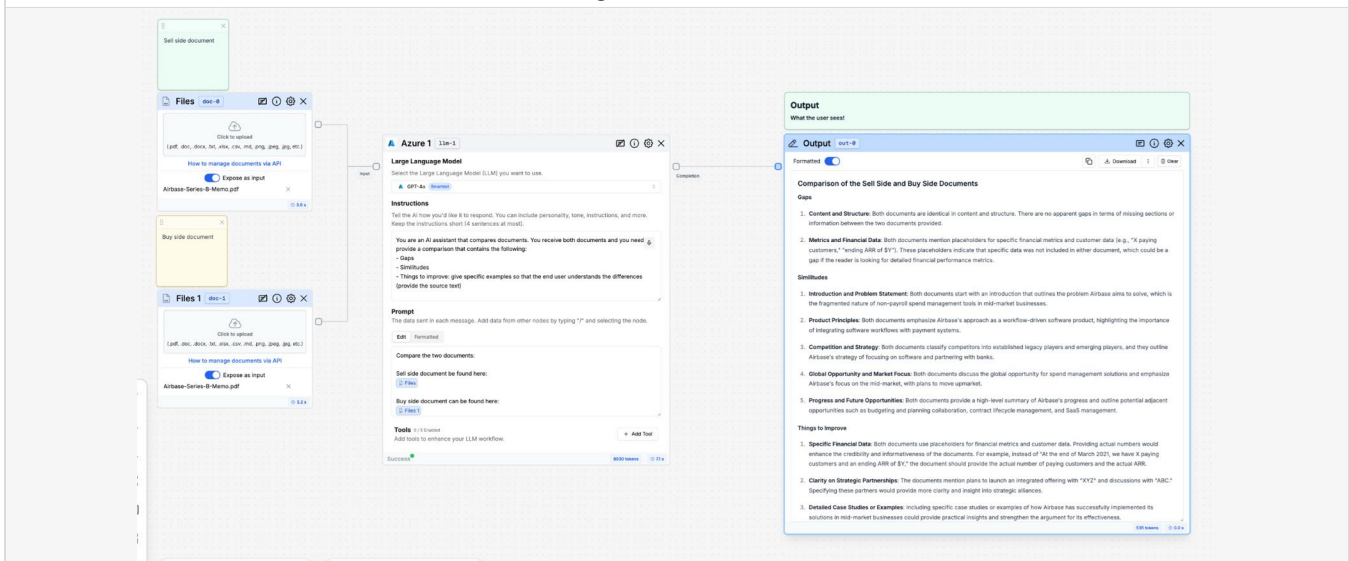 Sell side document
Files doc-0
Click to upload
(.pdf, .doc, .docx, .txt, .xlsx, .csv, .md, .png, .jpeg, .jpg, etc.)
How to manage documents via API
Expose as input
Airbase-Series-B-Memo.pdf
Buy side document
Files 1 doc-1
Click to upload
(.pdf, .doc, .docx, .txt, .xlsx, .csv, .md, .png, .jpeg, .jpg, etc.)
How to manage documents via API
Expose as input
Airbase-Series-B-Memo.pdf
Input
Azure 1 llm-1
Large Language Model
Select the Large Language Model (LLM) you want to use.
GPT-4o Smartest
Instructions
Tell the AI how you'd like it to respond. You can include personality, tone, instructions, and more.
Keep the instructions short (4 sentences at most).
You are an AI assistant that compares documents. You receive both documents and you need
provide a comparison that contains the following:
- Gaps
- Similitudes
- Things to improve: give specific examples so that the end user understands the differences
(provide the source text)
Prompt
The data sent in each message. Add data from other nodes by typing "/" and selecting the node.
Edit Formatted
Compare the two documents:
Sell side document be found here:
Files
Buy side document can be found here:
Files 1
Tools 0 / 5 Enabled
Add tools to enhance your LLM workflow.
+ Add Tool
Success
Completion
Output
What the user sees!
Output out-0
Formatted
Download
Clear
Comparison of the Sell Side and Buy Side Documents
Gaps
1. Content and Structure: Both documents are identical in content and structure. There are no apparent gaps in terms of missing sections or
information between the two documents provided.
2. Metrics and Financial Data: Both documents mention placeholders for specific financial metrics and customer data (e.g., "X paying
customers," "ending ARR of $Y"). These placeholders indicate that specific data was not included in either document, which could be a
gap if the reader is looking for detailed financial performance metrics.
Similitudes
1. Introduction and Problem Statement: Both documents start with an introduction that outlines the problem Airbase aims to solve, which is
the fragmented nature of non-payroll spend management tools in mid-market businesses.
2. Product Principles: Both documents emphasize Airbase's approach as a workflow-driven software product, highlighting the importance
of integrating software workflows with payment systems.
3. Competition and Strategy: Both documents classify competitors into established legacy players and emerging players, and they outline
Airbase's strategy of focusing on software and partnering with banks.
4. Global Opportunity and Market Focus: Both documents discuss the global opportunity for spend management solutions and emphasize
Airbase's focus on the mid-market, with plans to move upmarket.
5. Progress and Future Opportunities: Both documents provide a high-level summary of Airbase's progress and outline potential adjacent
opportunities such as budgeting and planning collaboration, contract lifecycle management, and SaaS management.
Things to Improve
1. Specific Financial Data: Both documents use placeholders for financial metrics and customer data. Providing actual numbers would
enhance the credibility and informativeness of the documents. For example, instead of "At the end of March 2021, we have X paying
customers and an ending ARR of $Y," the document should provide the actual number of paying customers and the actual ARR.
2. Clarity on Strategic Partnerships: The documents mention plans to launch an integrated offering with "XYZ" and discussions with "ABC."
Specifying these partners would provide more clarity and insight into strategic alliances.
3. Detailed Case Studies or Examples: Including specific case studies or examples of how Airbase has successfully implemented its
solutions in mid-market businesses could provide practical insights and strengthen the argument for its effectiveness.